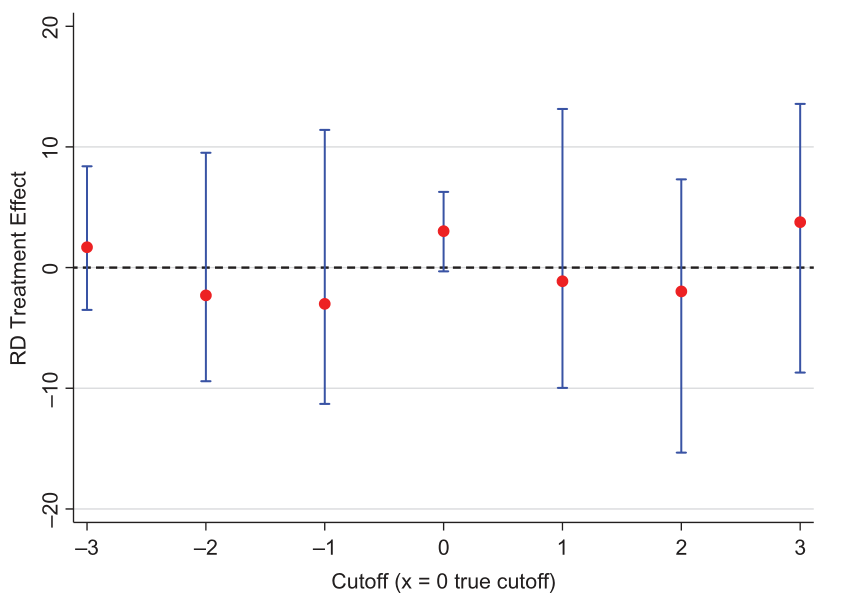 RD Treatment Effect
20
10
0
–10
–20
–3 –2 –1 0 1 2 3
Cutoff (x = 0 true cutoff)